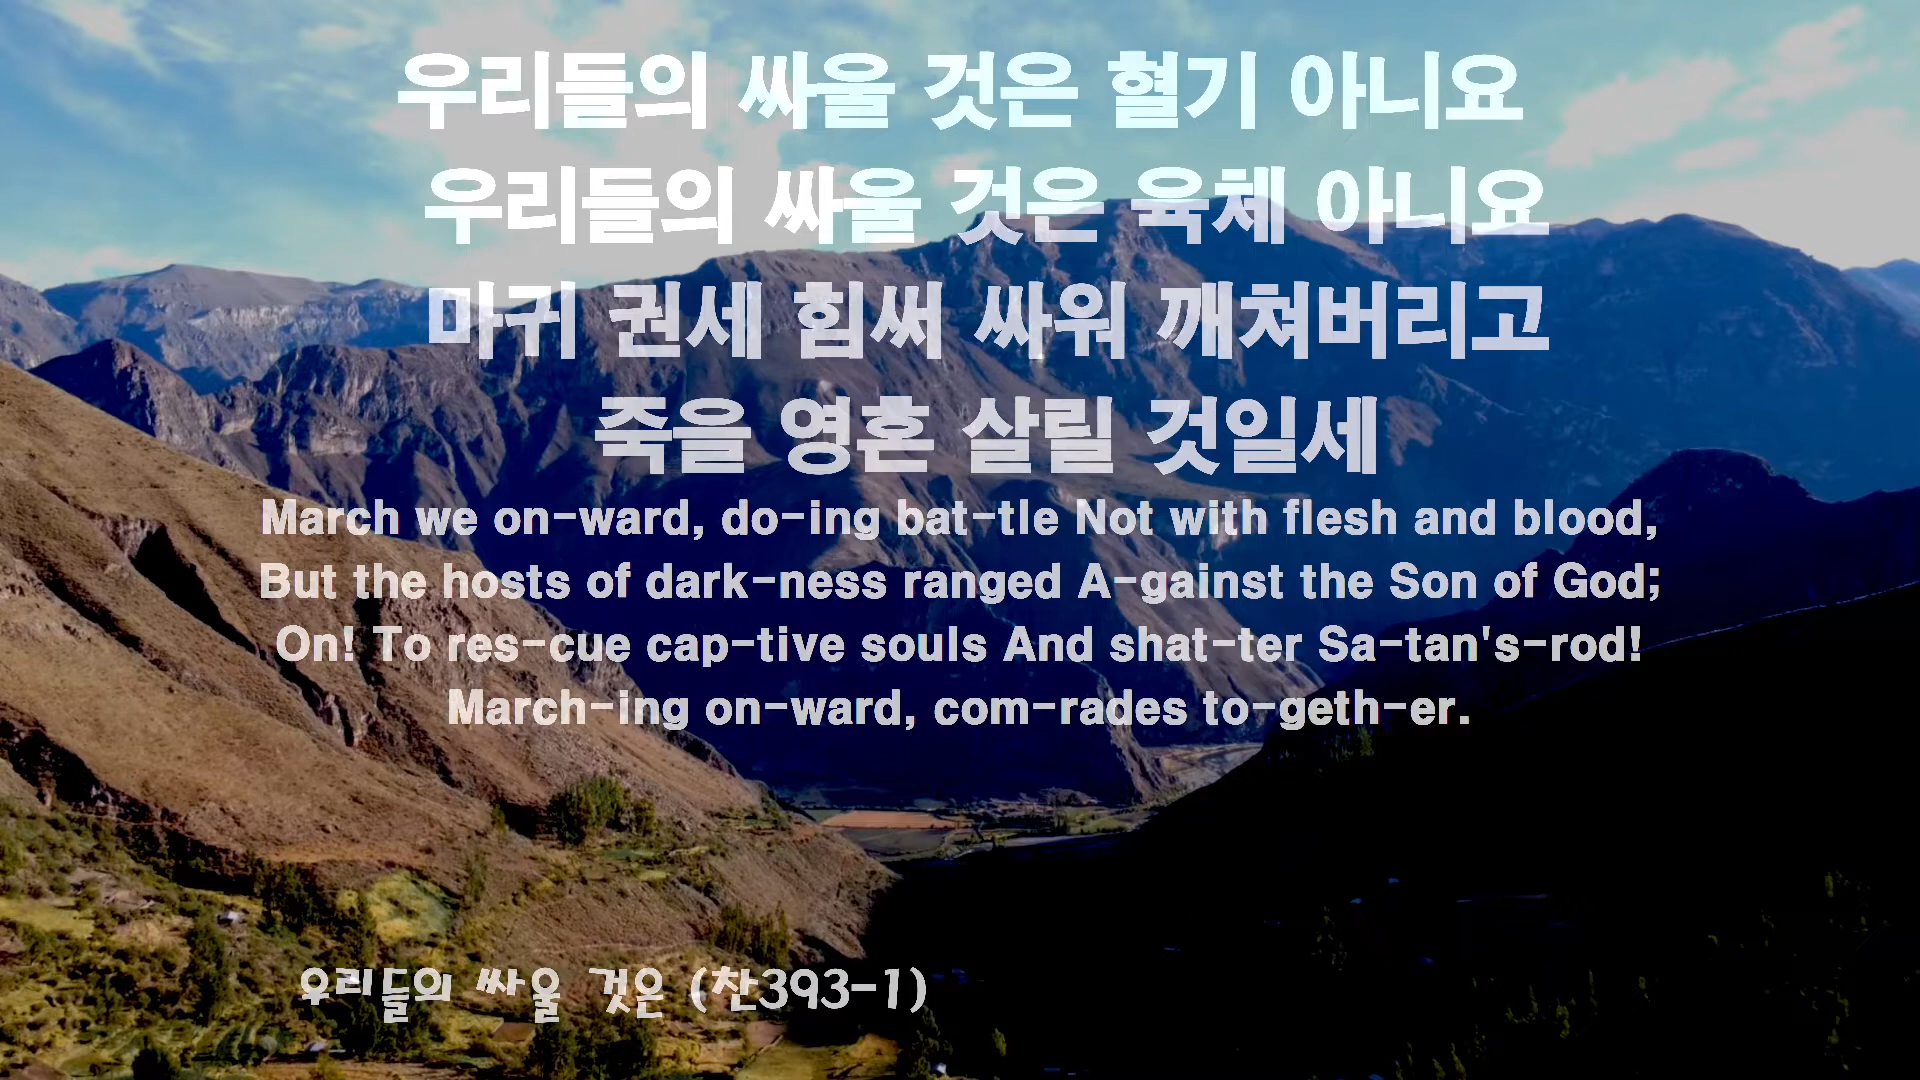 우리들의 싸울 것은 혈기 아니요
우리들의 싸울 것은 육체 아니요
마귀 권세 힘써 싸워 깨쳐버리고
죽을 영혼 살릴 것일세
March we on-ward, do-ing bat-tle Not with flesh and blood,
But the hosts of dark-ness ranged A-gainst the Son of God;
On! To res-cue cap-tive souls And shat-ter Sa-tan's-rod!
March-ing on-ward, com-rades to-geth-er.
우리들의 싸울 것은 (찬393-1)